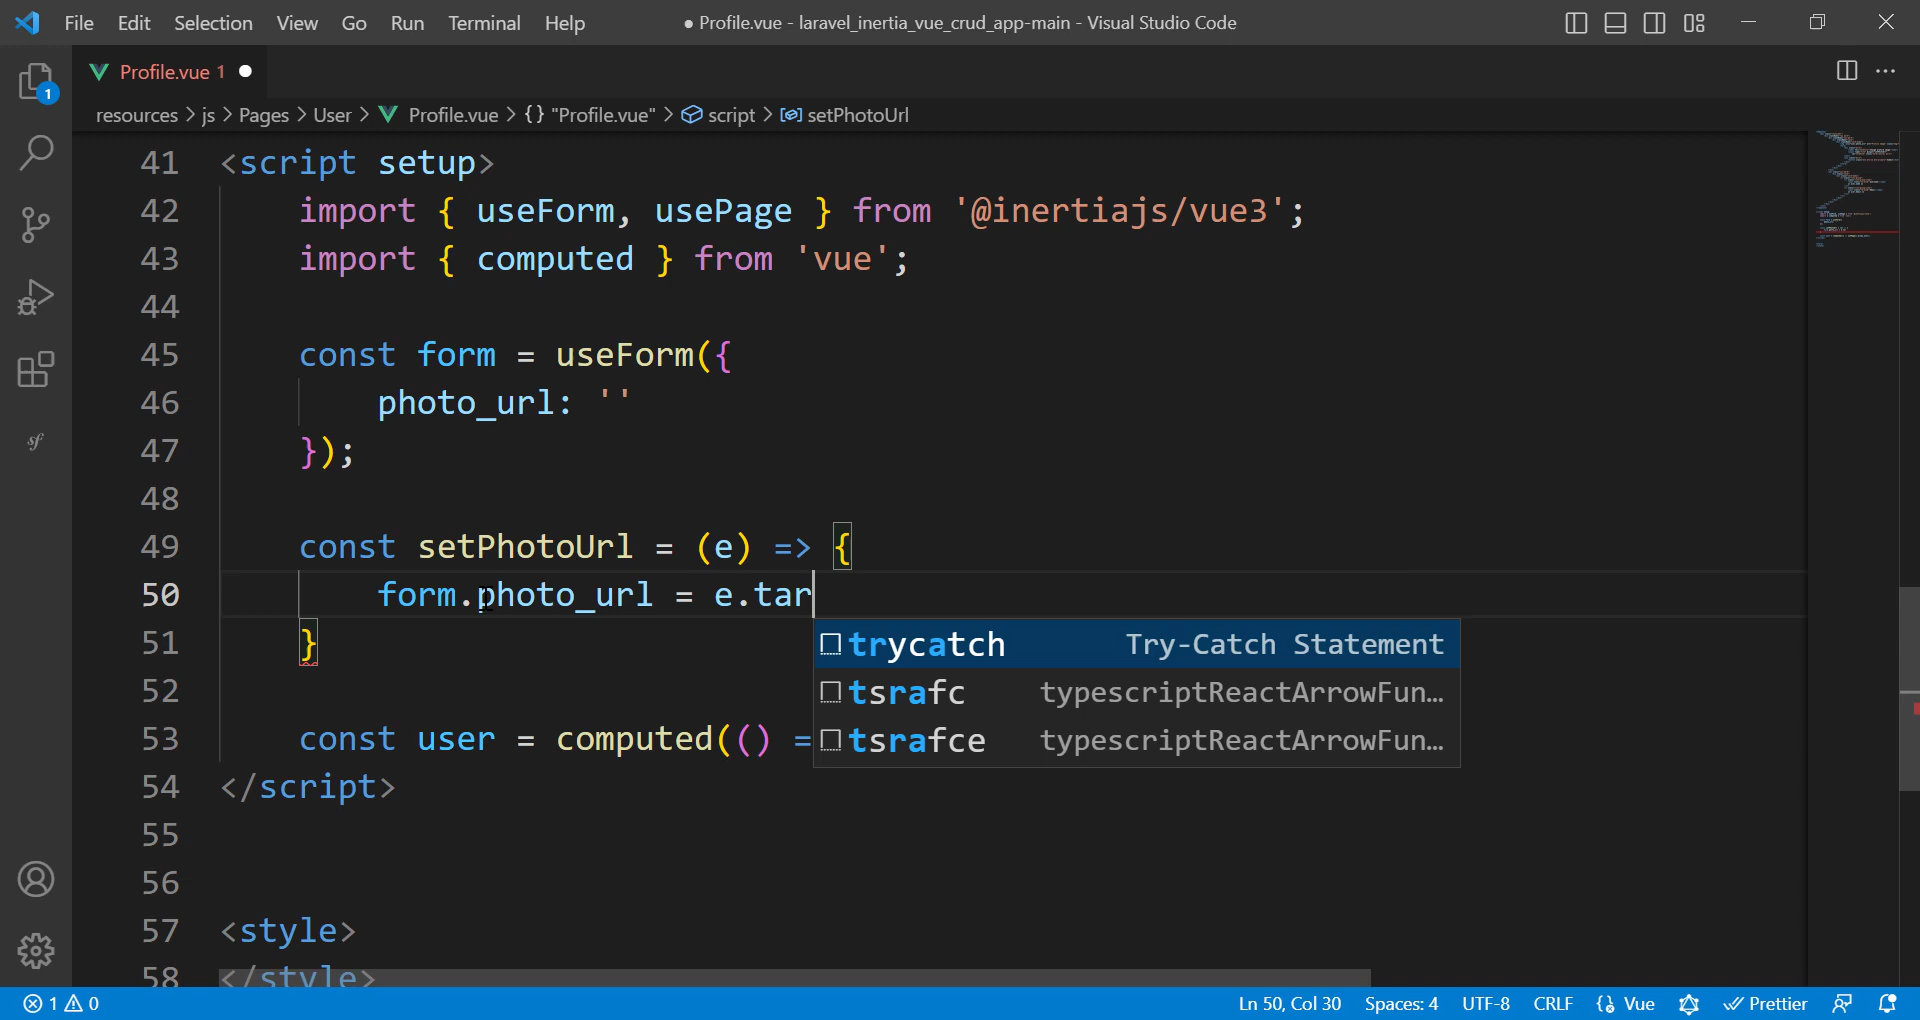 File Edit Selection View Go Run Terminal Help ● Profile.vue - laravel_inertia_vue_crud_app-main - Visual Studio Code
1
Profile.vue 1 ●
resources > js > Pages > User > Profile.vue > {} "Profile.vue" > script > setPhotoUrl
41 <script setup>
42 import { useForm, usePage } from '@inertiajs/vue3';
43 import { computed } from 'vue';
44
45 const form = useForm({
46 photo_url: ''
47 });
48
49 const setPhotoUrl = (e) => {
50 form.photo_url = e.tar
51 }
trycatch Try-Catch Statement
52
tsrafc typescriptReactArrowFun…
53 const user = computed(() =
tsrafce typescriptReactArrowFun…
54 </script>
55
56
57 <style>
58 </style>
sf
1 0 Ln 50, Col 30 Spaces: 4 UTF-8 CRLF Vue Prettier